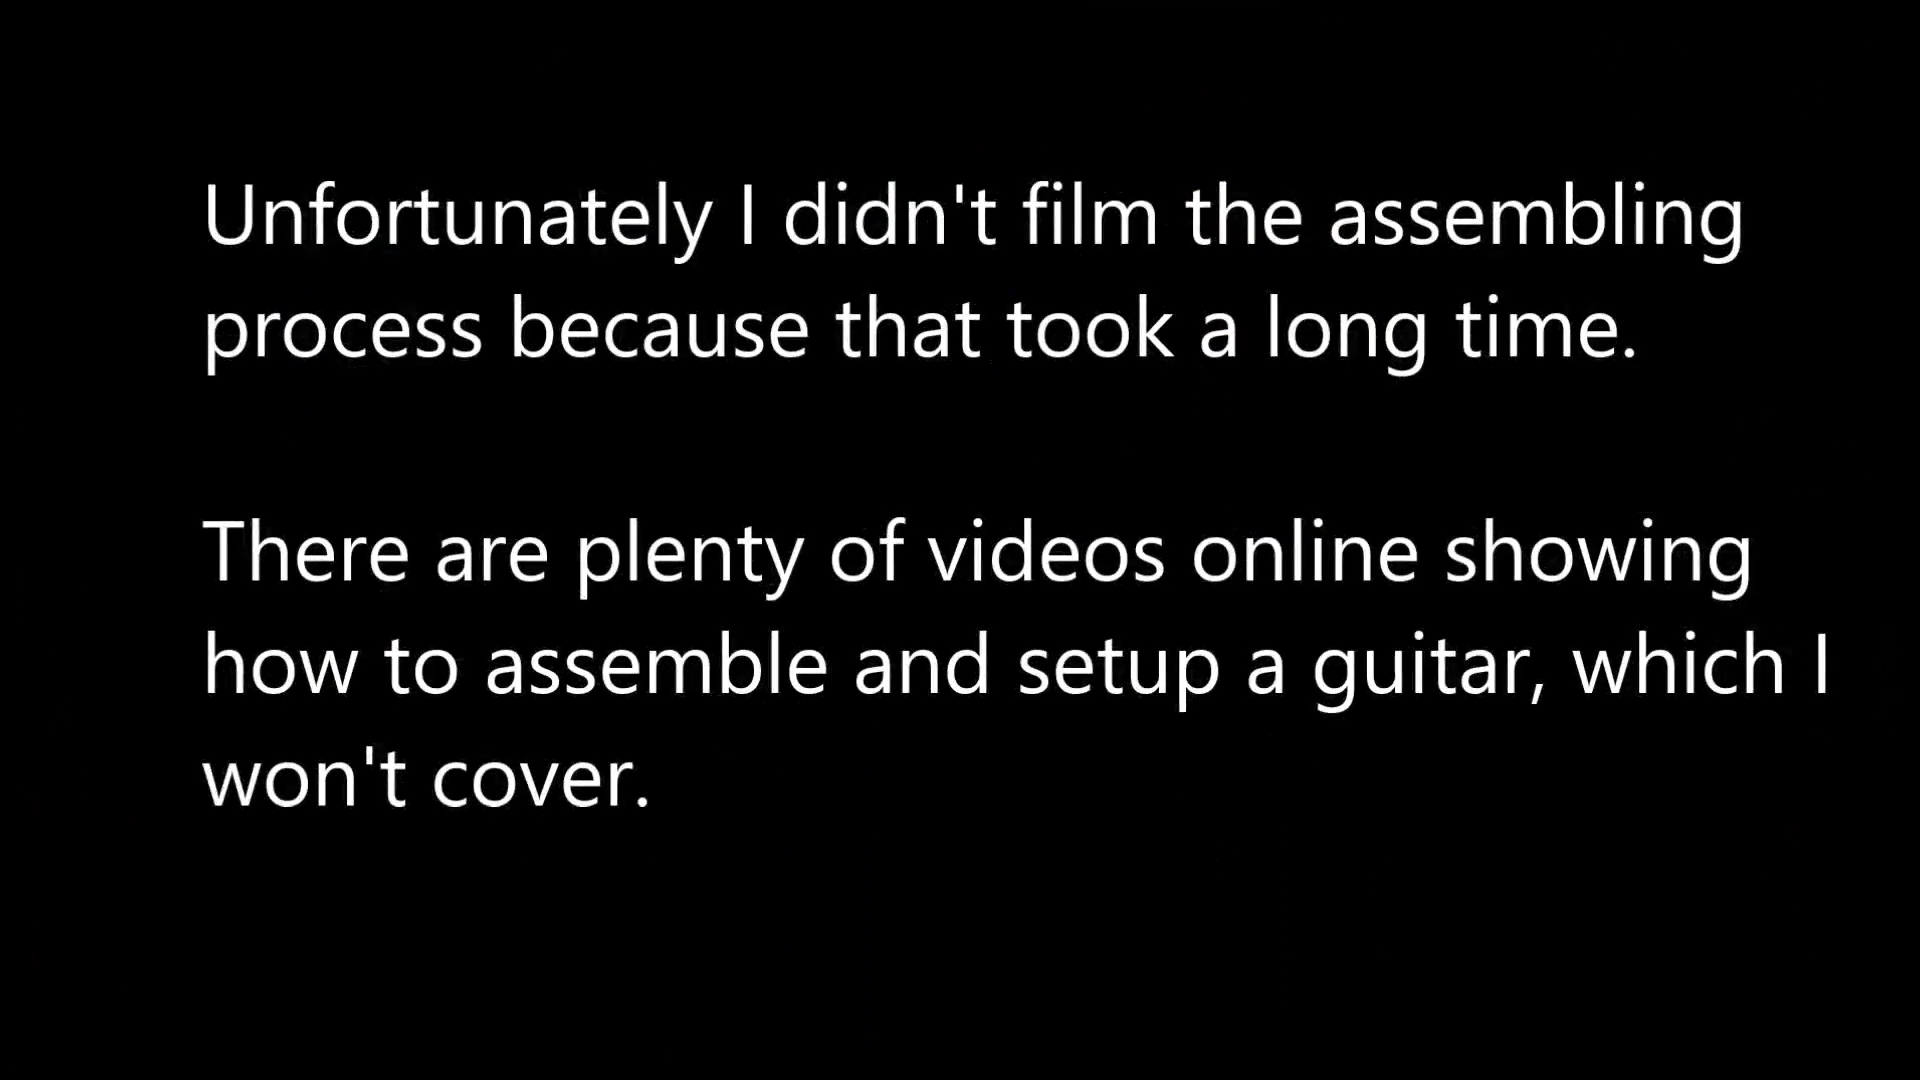 Unfortunately I didn't film the assembling
process because that took a long time.
There are plenty of videos online showing
how to assemble and setup a guitar, which I
won't cover.